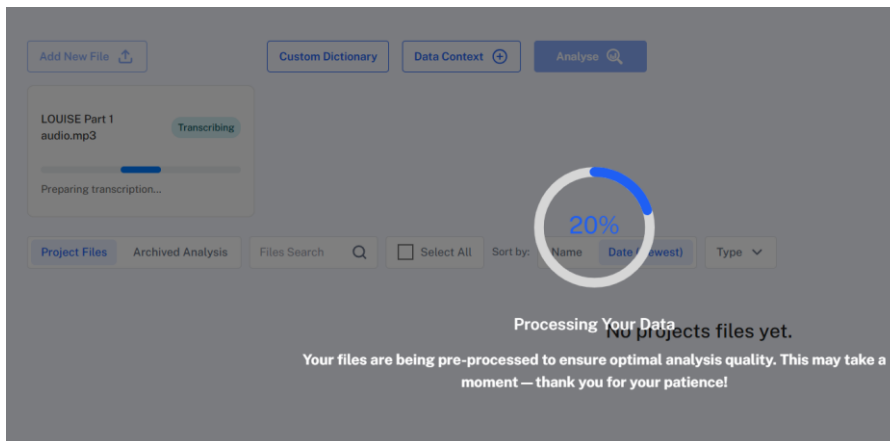 Add New File
Custom Dictionary
Data Context
Analyse
LOUISE Part 1
audio.mp3
Transcribing
Preparing transcription...
20%
Project Files
Archived Analysis
Files Search
Select All
Sort by:
Name
Date (Newest)
Type
Processing Your Data
No projects files yet.
Your files are being pre-processed to ensure optimal analysis quality. This may take a
moment—thank you for your patience!